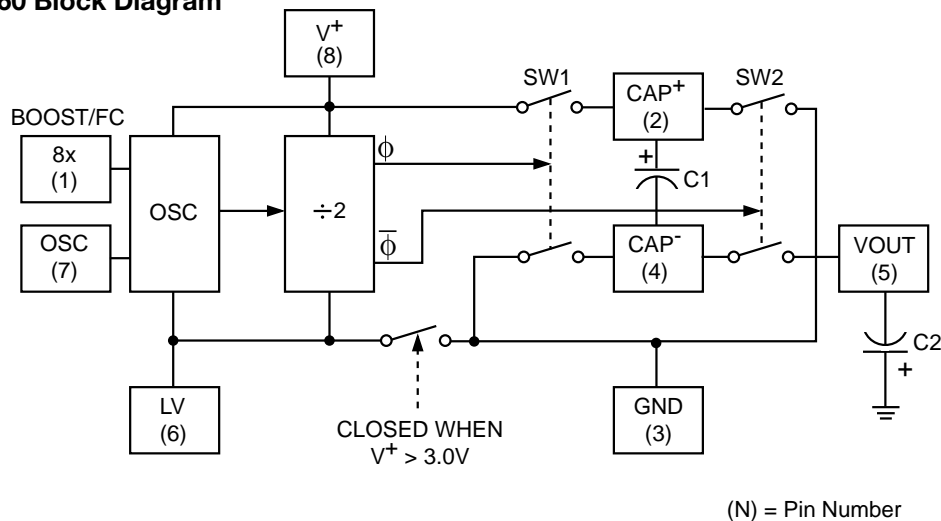 60 Block Diagram
V+
(8)
SW1
CAP+
(2)
SW2
BOOST/FC
8x
(1)
OSC
÷2
ϕ
+
C1
OSC
(7)
ϕ̅
CAP-
(4)
VOUT
(5)
C2
+
LV
(6)
CLOSED WHEN
V+ > 3.0V
GND
(3)
(N) = Pin Number